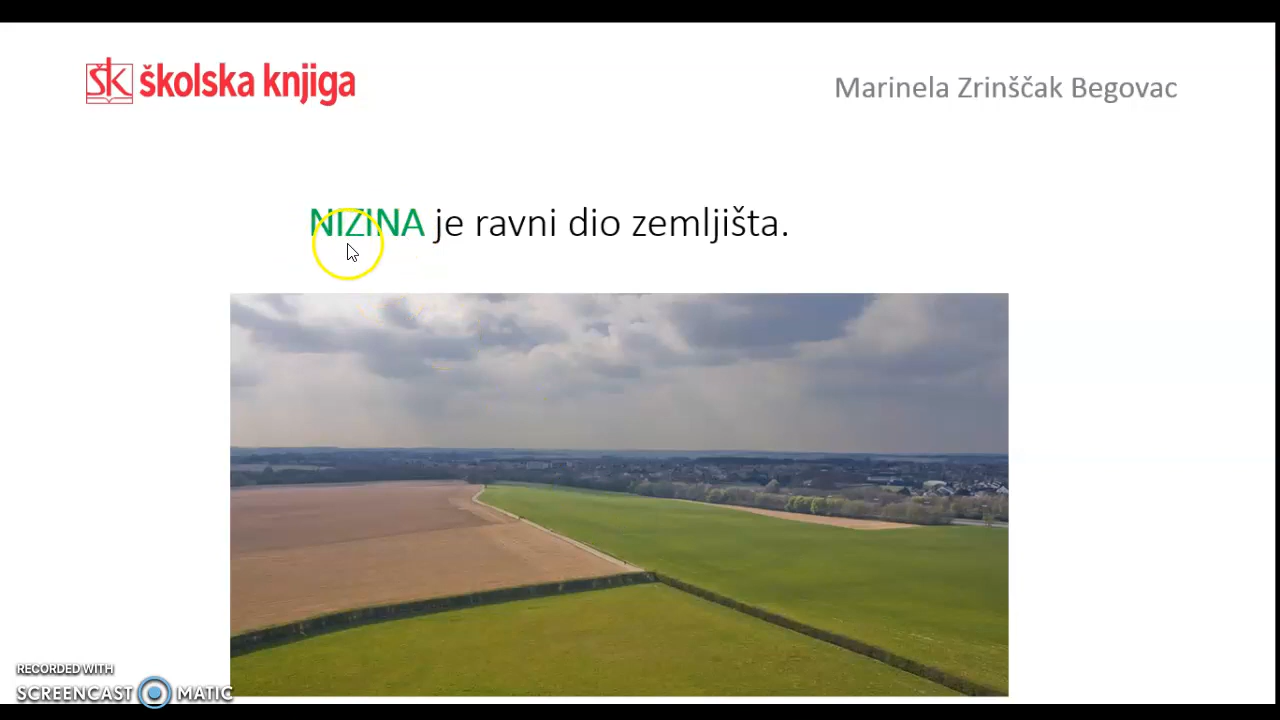 školska knjiga
Marinela Zrinščak Begovac
NIZINA je ravni dio zemljišta.
RECORDED WITH
SCREENCAST MATIC